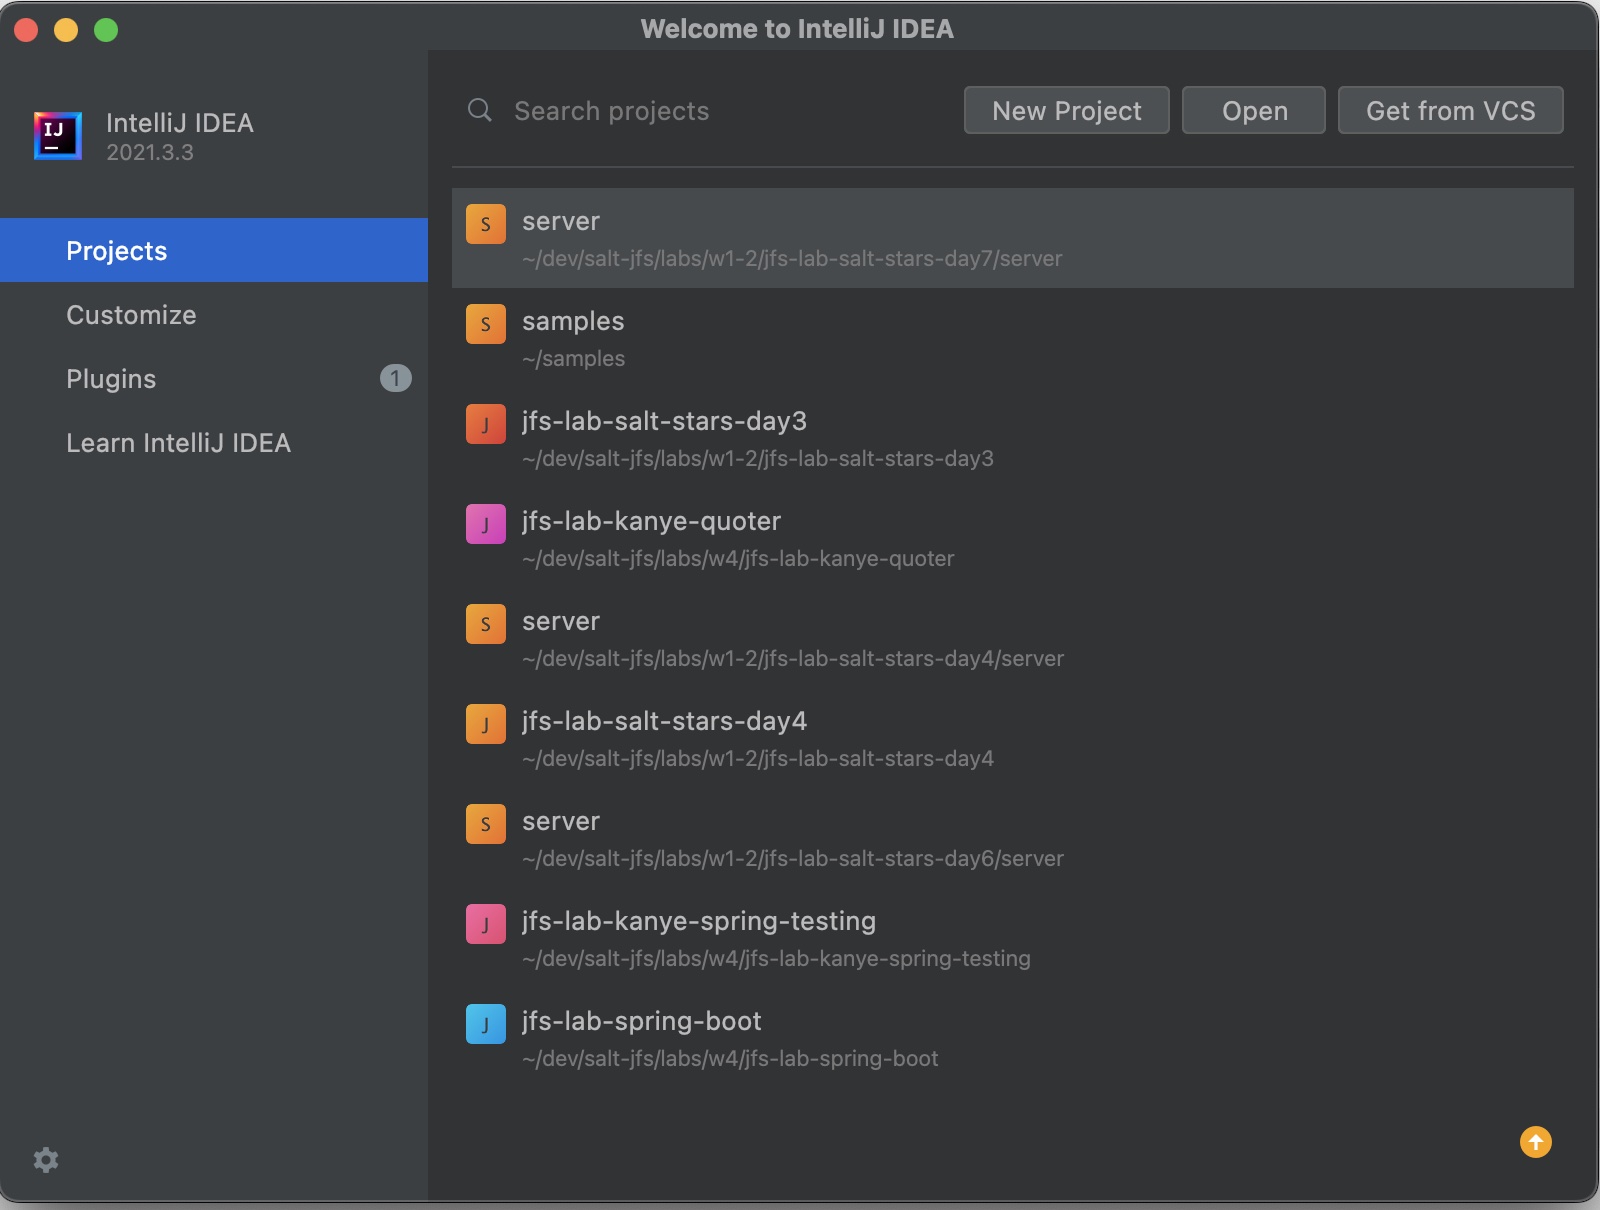 Welcome to IntelliJ IDEA
IJ
IntelliJ IDEA
2021.3.3
Projects
Customize
Plugins 1
Learn IntelliJ IDEA
Search projects New Project Open Get from VCS
S server
~/dev/salt-jfs/labs/w1-2/jfs-lab-salt-stars-day7/server
S samples
~/samples
J jfs-lab-salt-stars-day3
~/dev/salt-jfs/labs/w1-2/jfs-lab-salt-stars-day3
J jfs-lab-kanye-quoter
~/dev/salt-jfs/labs/w4/jfs-lab-kanye-quoter
S server
~/dev/salt-jfs/labs/w1-2/jfs-lab-salt-stars-day4/server
J jfs-lab-salt-stars-day4
~/dev/salt-jfs/labs/w1-2/jfs-lab-salt-stars-day4
S server
~/dev/salt-jfs/labs/w1-2/jfs-lab-salt-stars-day6/server
J jfs-lab-kanye-spring-testing
~/dev/salt-jfs/labs/w4/jfs-lab-kanye-spring-testing
J jfs-lab-spring-boot
~/dev/salt-jfs/labs/w4/jfs-lab-spring-boot